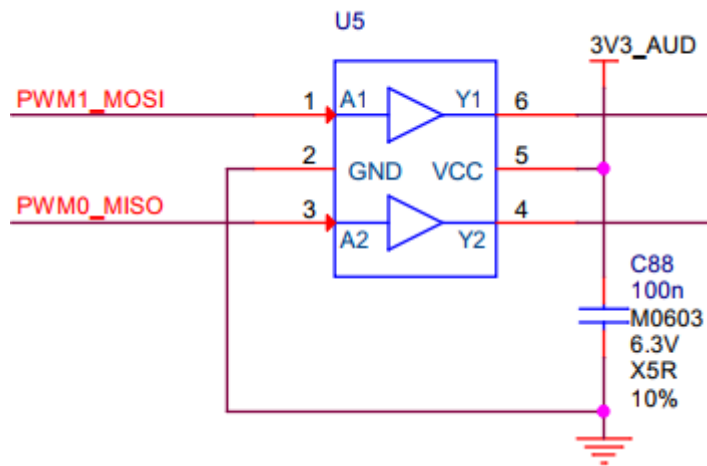 U5
3V3_AUD
PWM1_MOSI
1
A1
Y1
6
2
GND
VCC
5
PWM0_MISO
3
A2
Y2
4
C88
100n
M0603
6.3V
X5R
10%